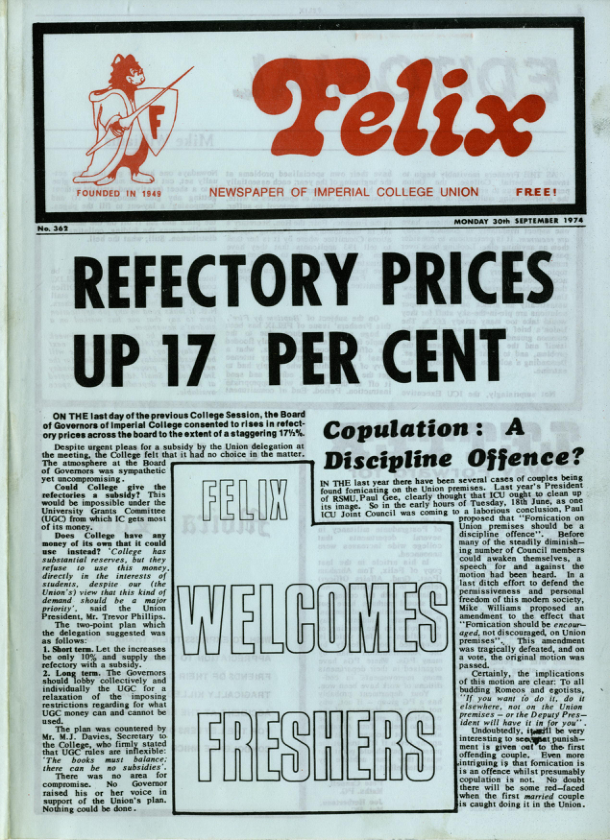 Felix
F
FOUNDED IN 1949
NEWSPAPER OF IMPERIAL COLLEGE UNION
FREE!
No. 362
MONDAY 30th SEPTEMBER 1974
REFECTORY PRICES
UP 17 PER CENT
ON THE last day of the previous College Session, the Board
of Governors of Imperial College consented to rises in refect-
ory prices across the board to the extent of a staggering 17½%.
Despite urgent pleas for a subsidy by the Union delegation at
the meeting, the College felt that it had no choice in the matter.
The atmosphere at the Board
of Governors was sympathetic
yet uncompromising.
Could College give the
refectories a subsidy? This
would be impossible under the
University Grants Committee
(UGC) from which IC gets most
of its money.
Does College have any
money of its own that it could
use instead? 'College has
substantial reserves, but they
refuse to use this money,
directly in the interests of
students, despite our (the
Union's) view that this kind of
demand should be a major
priority', said the Union
President, Mr. Trevor Phillips.
The two-point plan which
the delegation suggested was
as follows:
1. Short term. Let the increases
be only 10% and supply the
refectory with a subsidy.
2. Long term. The Governors
should lobby collectively and
individually the UGC for a
relaxation of the imposing
restrictions regarding for what
UGC money can and cannot be
used.
The plan was countered by
Mr. M.J. Davies, Secretary to
the College, who firmly stated
that UGC rules are inflexible:
'The books must balance;
there can be no subsidies'.
There was no area for
compromise. No Governor
raised his or her voice in
support of the Union's plan.
Nothing could be done.
FELIX
WELCOMES
FRESHERS
Copulation: A
Discipline Offence?
IN THE last year there have been several cases of couples being
found fornicating on the Union premises. Last year's President
of RSMU, Paul Gee, clearly thought that ICU ought to clean up
its image. So in the early hours of Tuesday, 18th June, as one
ICU Joint Council was coming to a laborious conclusion, Paul
proposed that "Fornication on
Union premises should be a
discipline offence". Before
many of the steadily diminish-
ing number of Council members
could awaken themselves, a
speech for and against the
motion had been heard. In a
last ditch effort to defend the
permissiveness and personal
freedom of this modern society,
Mike Williams proposed an
amendment to the effect that
"Fornication should be encour-
aged, not discouraged, on Union
premises". This amendment
was tragically defeated, and on
a vote, the original motion was
passed.
Certainly, the implications
of this motion are clear: To all
budding Romeos and egotists,
"If you want to do it, do it
elsewhere, not on the Union
premises – or the Deputy Pres-
ident will have it in for you".
Undoubtedly, it will be very
interesting to see what punish-
ment is given out to the first
offending couple. Even more
intriguing is that fornication is
is an offence whilst presumably
copulation is not. No doubt
there will be some red-faced
when the first married couple
is caught doing it in the Union.